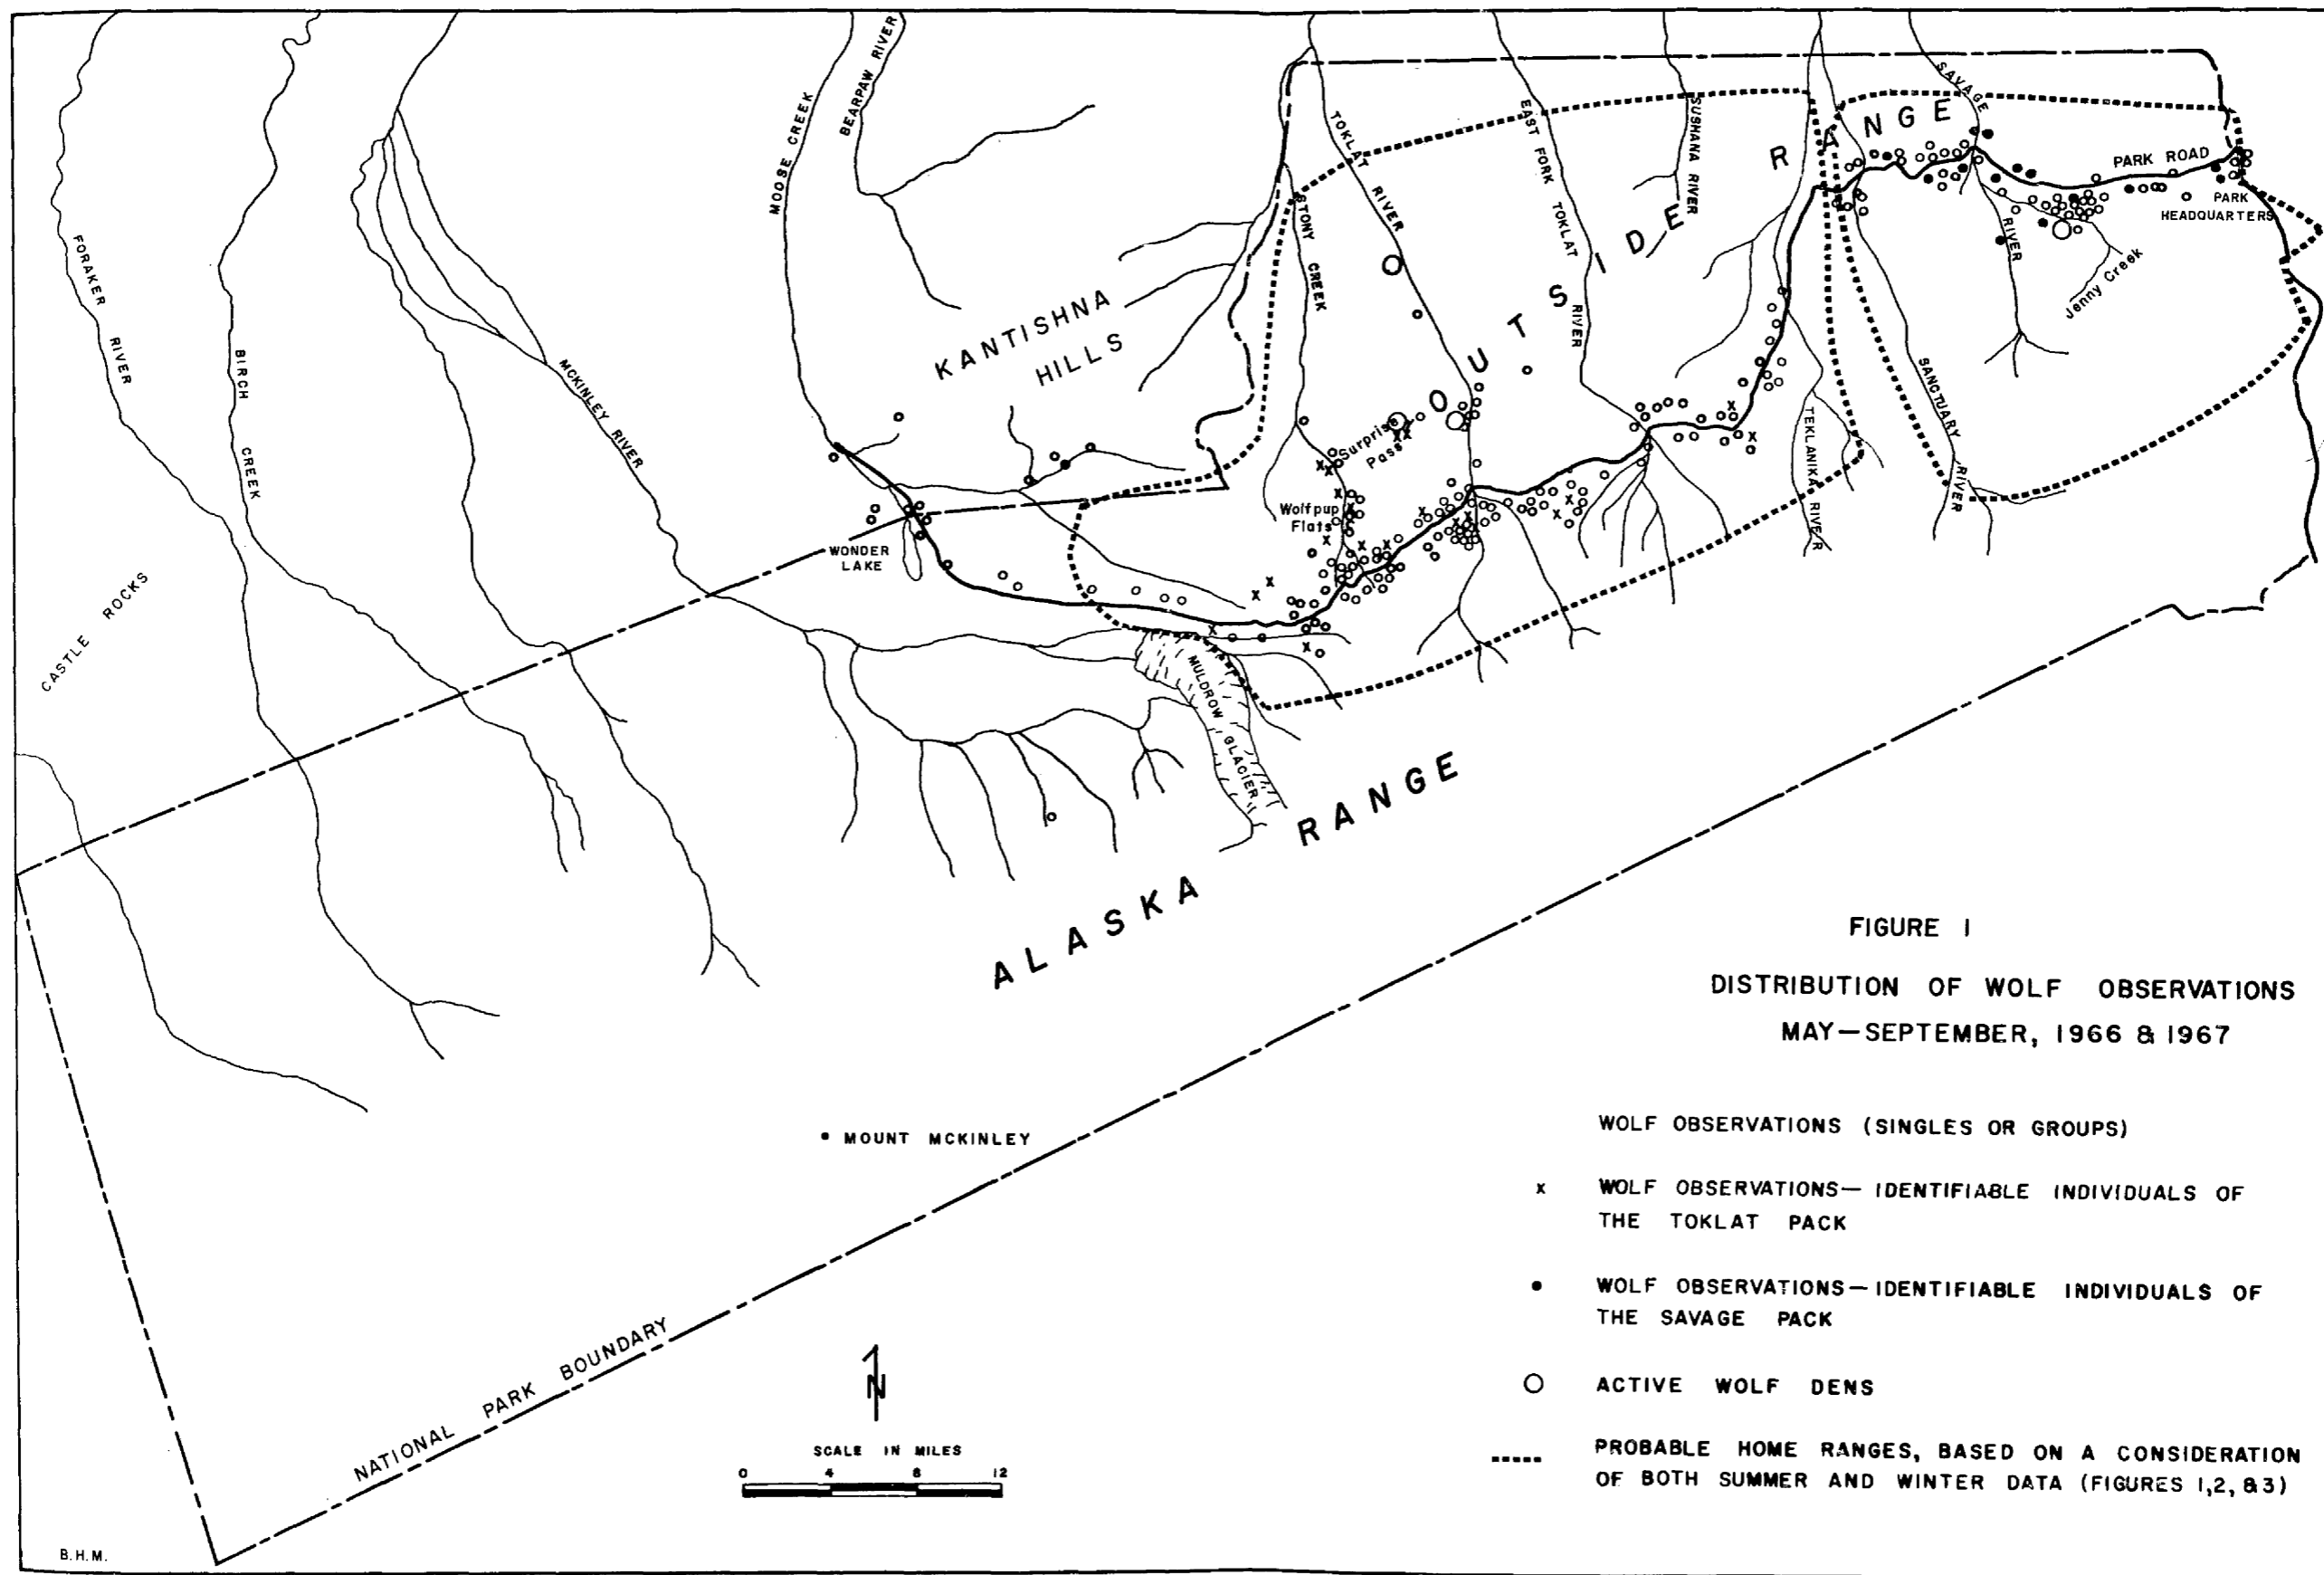 MOOSE CREEK
BEARPAW RIVER
TOKLAT RIVER
EAST FORK TOKLAT RIVER
SUSHANA RIVER
SAVAGE RIVER
OUTSIDE RANGE
PARK ROAD
PARK
HEADQUARTERS
Jenny Creek
FORAKER RIVER
BIRCH CREEK
MCKINLEY RIVER
KANTISHNA
HILLS
STONY CREEK
SANCTUARY RIVER
TEKLANIKA RIVER
Surprise
Pass
Wolfpup
Flats
WONDER
LAKE
CASTLE ROCKS
MULDROW GLACIER
ALASKA RANGE
MOUNT MCKINLEY
NATIONAL PARK BOUNDARY
N
SCALE IN MILES
0 4 8 12
B.H.M.
FIGURE 1
DISTRIBUTION OF WOLF OBSERVATIONS
MAY—SEPTEMBER, 1966 & 1967
WOLF OBSERVATIONS (SINGLES OR GROUPS)
x WOLF OBSERVATIONS— IDENTIFIABLE INDIVIDUALS OF
THE TOKLAT PACK
WOLF OBSERVATIONS—IDENTIFIABLE INDIVIDUALS OF
THE SAVAGE PACK
ACTIVE WOLF DENS
PROBABLE HOME RANGES, BASED ON A CONSIDERATION
OF BOTH SUMMER AND WINTER DATA (FIGURES 1,2, &3)